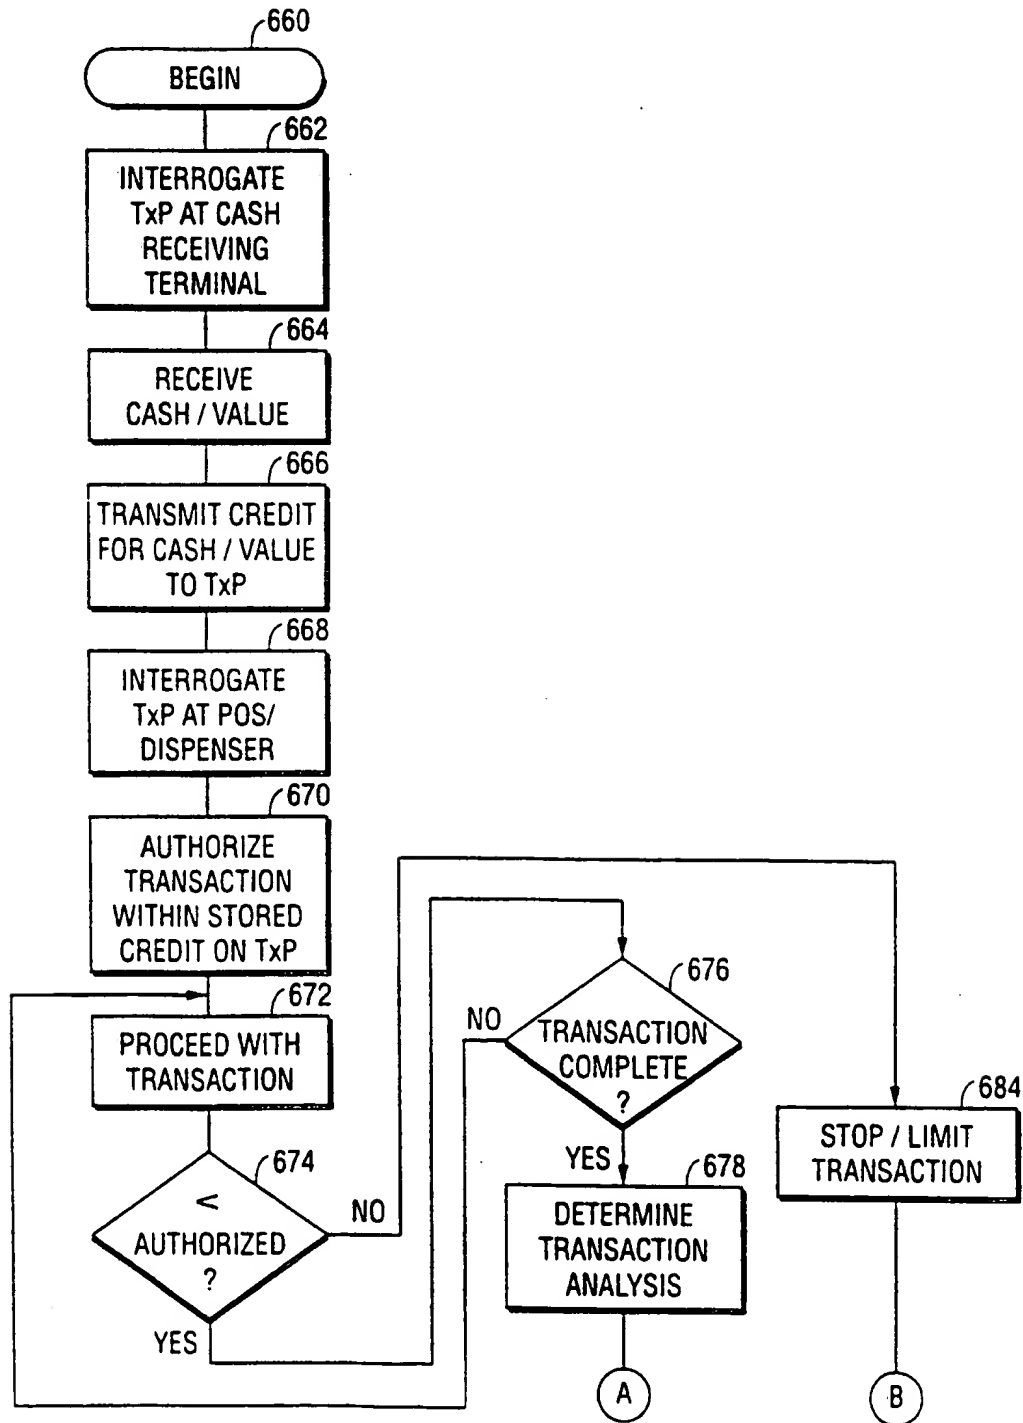 660
BEGIN
662
INTERROGATE
TxP AT CASH
RECEIVING
TERMINAL
664
RECEIVE
CASH / VALUE
666
TRANSMIT CREDIT
FOR CASH / VALUE
TO TxP
668
INTERROGATE
TxP AT POS/
DISPENSER
670
AUTHORIZE
TRANSACTION
WITHIN STORED
CREDIT ON TxP
672
PROCEED WITH
TRANSACTION
674
<
AUTHORIZED
?
NO
YES
676
NO
TRANSACTION
COMPLETE
?
YES
678
DETERMINE
TRANSACTION
ANALYSIS
A
684
STOP / LIMIT
TRANSACTION
B